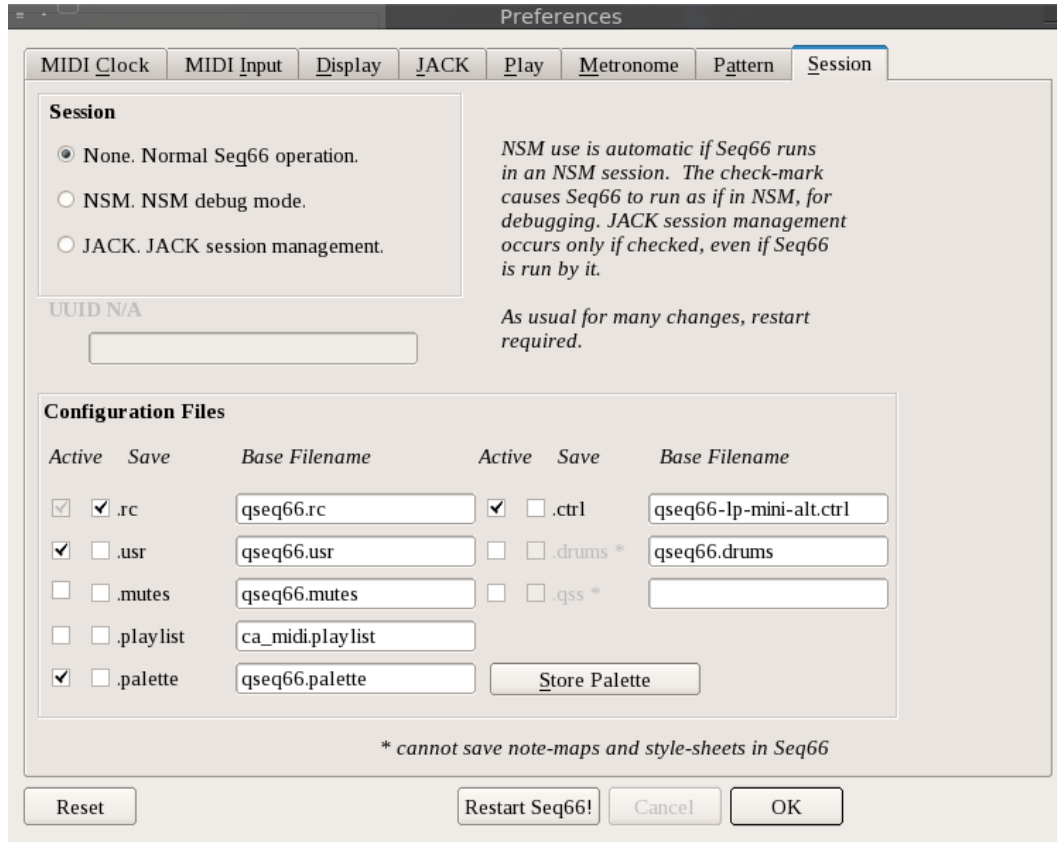 Preferences
MIDI Clock MIDI Input Display JACK Play Metronome Pattern Session
Session
None. Normal Seq66 operation.
NSM. NSM debug mode.
JACK. JACK session management.
NSM use is automatic if Seq66 runs
in an NSM session. The check-mark
causes Seq66 to run as if in NSM, for
debugging. JACK session management
occurs only if checked, even if Seq66
is run by it.
As usual for many changes, restart
required.
UUID N/A
Configuration Files
Active Save Base Filename Active Save Base Filename
.rc qseq66.rc .ctrl qseq66-lp-mini-alt.ctrl
.usr qseq66.usr .drums * qseq66.drums
.mutes qseq66.mutes .qss *
.playlist ca_midi.playlist
.palette qseq66.palette Store Palette
* cannot save note-maps and style-sheets in Seq66
Reset Restart Seq66! Cancel OK